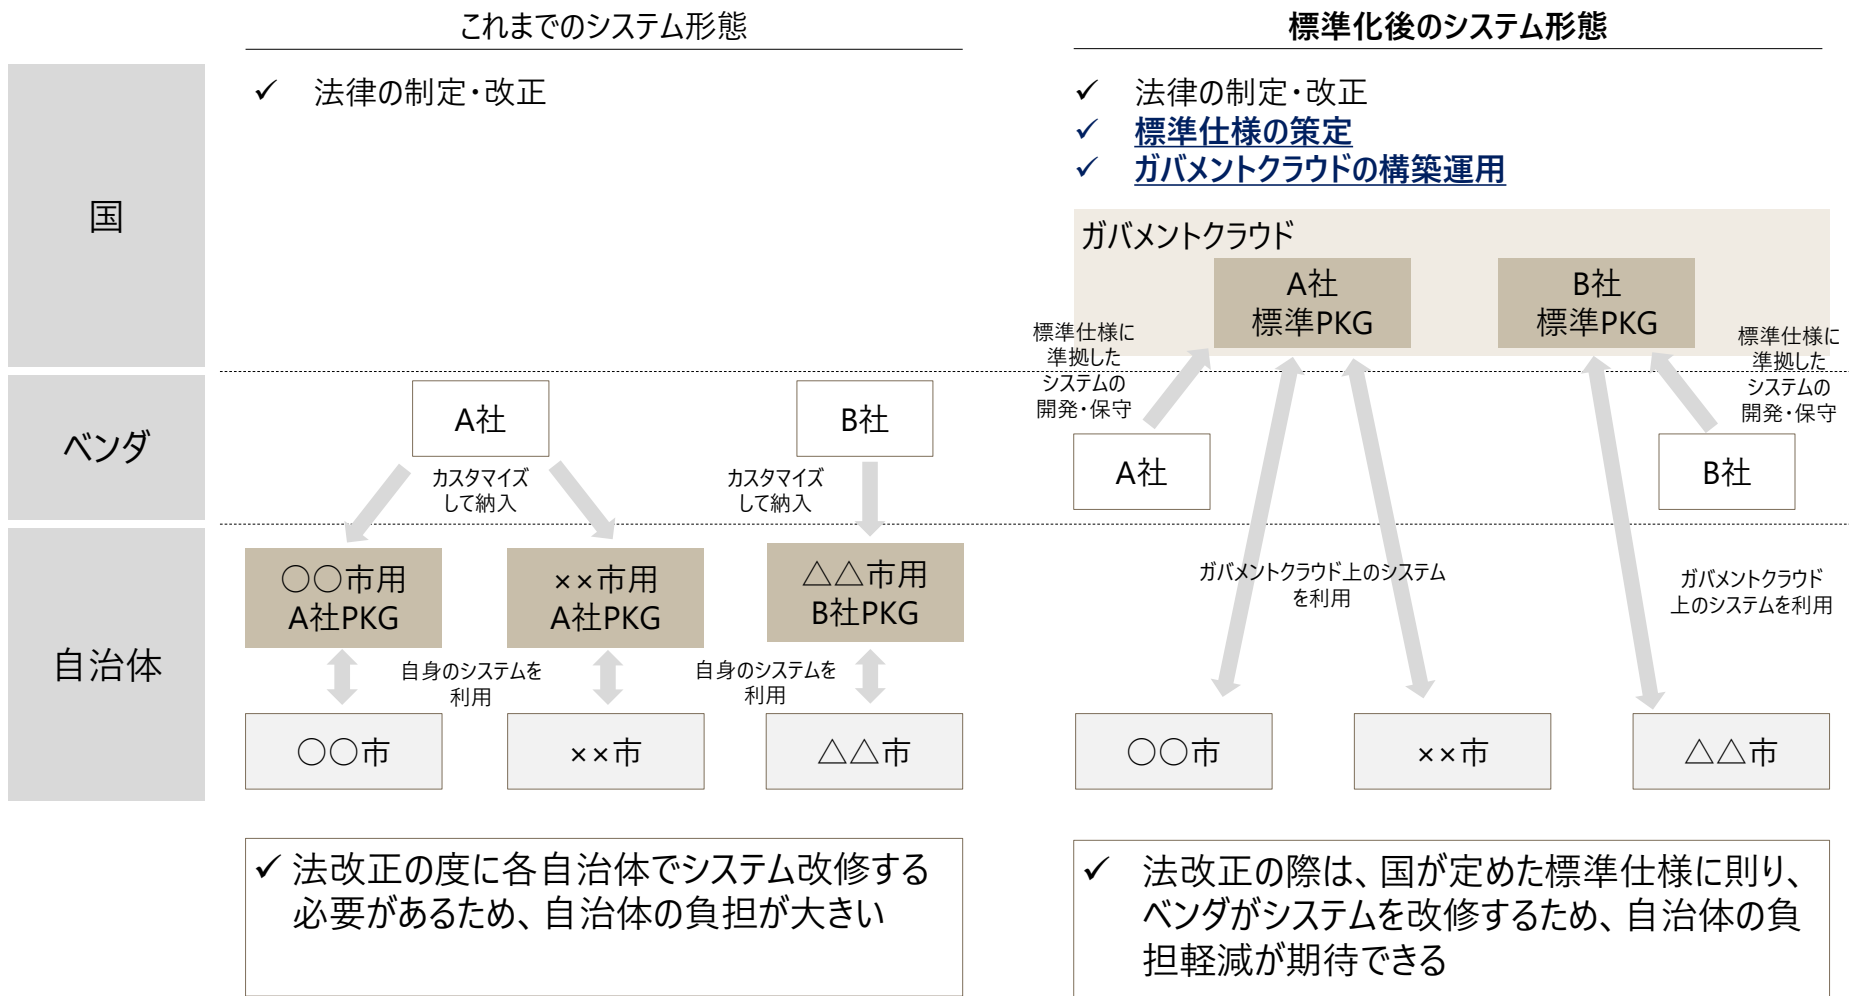 これまでのシステム形態
標準化後のシステム形態
国
✓ 法律の制定・改正
✓ 法律の制定・改正
✓ 標準仕様の策定
✓ ガバメントクラウドの構築運用
ガバメントクラウド
A社
標準PKG
B社
標準PKG
標準仕様に
準拠した
システムの
開発・保守
標準仕様に
準拠した
システムの
開発・保守
ベンダ
A社
B社
カスタマイズ
して納入
カスタマイズ
して納入
A社
B社
自治体
〇〇市用
A社PKG
××市用
A社PKG
△△市用
B社PKG
自身のシステムを
利用
自身のシステムを
利用
ガバメントクラウド上のシステム
を利用
ガバメントクラウド
上のシステムを利用
〇〇市
××市
△△市
〇〇市
××市
△△市
✓ 法改正の度に各自治体でシステム改修する
必要があるため、自治体の負担が大きい
✓ 法改正の際は、国が定めた標準仕様に則り、
ベンダがシステムを改修するため、自治体の負
担軽減が期待できる